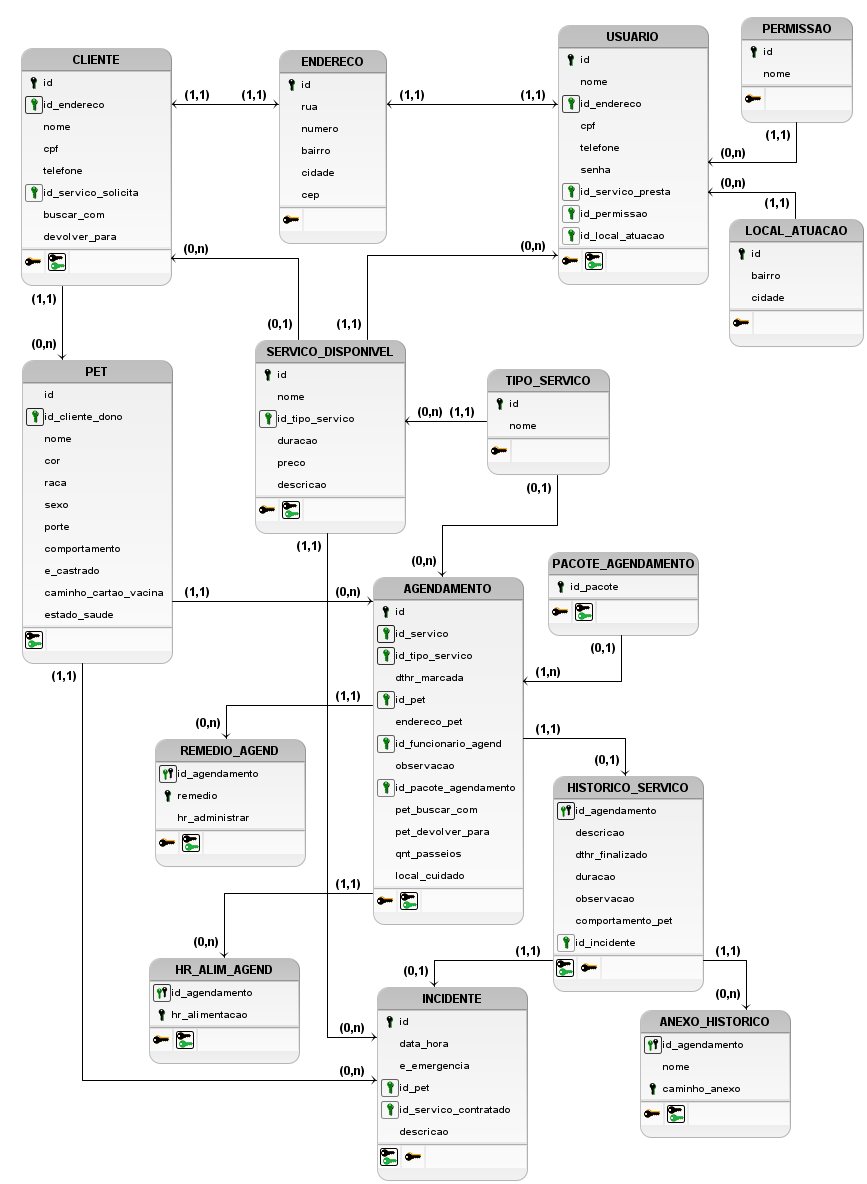 CLIENTE
id
id_endereco
nome
cpf
telefone
id_servico_solicita
buscar_com
devolver_para
(1,1)
(1,1)
ENDERECO
id
rua
numero
bairro
cidade
cep
(1,1)
(1,1)
USUARIO
id
nome
id_endereco
cpf
telefone
senha
id_servico_presta
id_permissao
id_local_atuacao
PERMISSAO
id
nome
(1,1)
(0,n)
(0,n)
(1,1)
LOCAL_ATUACAO
id
bairro
cidade
(0,n)
(0,n)
(0,1)
(1,1)
(1,1)
(0,n)
PET
id
id_cliente_dono
nome
cor
raca
sexo
porte
comportamento
e_castrado
caminho_cartao_vacina
estado_saude
SERVICO_DISPONIVEL
id
nome
id_tipo_servico
duracao
preco
descricao
(0,n)
(1,1)
TIPO_SERVICO
id
nome
(0,1)
(0,n)
(1,1)
(1,1)
(0,n)
(1,1)
AGENDAMENTO
id
id_servico
id_tipo_servico
dthr_marcada
id_pet
endereco_pet
id_funcionario_agend
observacao
id_pacote_agendamento
pet_buscar_com
pet_devolver_para
qnt_passeios
local_cuidado
PACOTE_AGENDAMENTO
id_pacote
(0,1)
(1,n)
(1,1)
(0,n)
REMEDIO_AGEND
id_agendamento
remedio
hr_administrar
(1,1)
(0,1)
HISTORICO_SERVICO
id_agendamento
descricao
dthr_finalizado
duracao
observacao
comportamento_pet
id_incidente
(1,1)
(0,n)
HR_ALIM_AGEND
id_agendamento
hr_alimentacao
(1,1)
(0,1)
(1,1)
(0,n)
INCIDENTE
id
data_hora
e_emergencia
id_pet
id_servico_contratado
descricao
(0,n)
(0,n)
ANEXO_HISTORICO
id_agendamento
nome
caminho_anexo